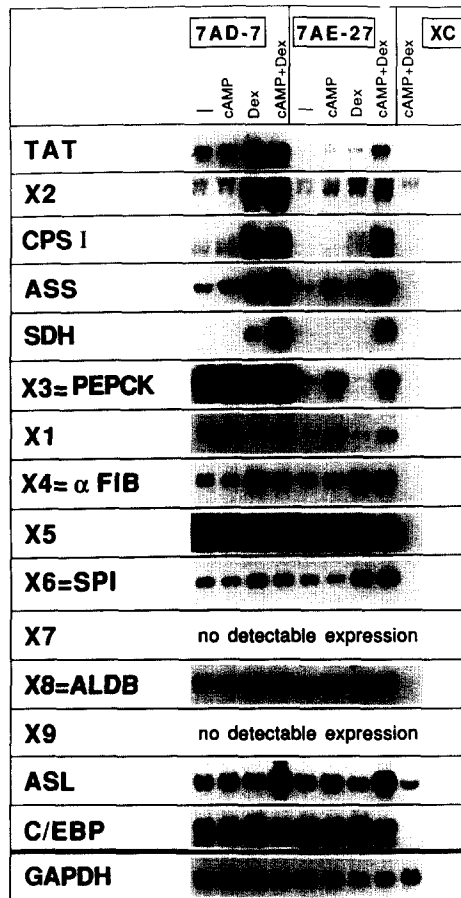 7AD-7 7AE-27 XC
— cAMP Dex cAMP+Dex — cAMP Dex cAMP+Dex cAMP+Dex
TAT
X2
CPS I
ASS
SDH
X3=PEPCK
X1
X4=α FIB
X5
X6=SPI
X7 no detectable expression
X8=ALDB
X9 no detectable expression
ASL
C/EBP
GAPDH